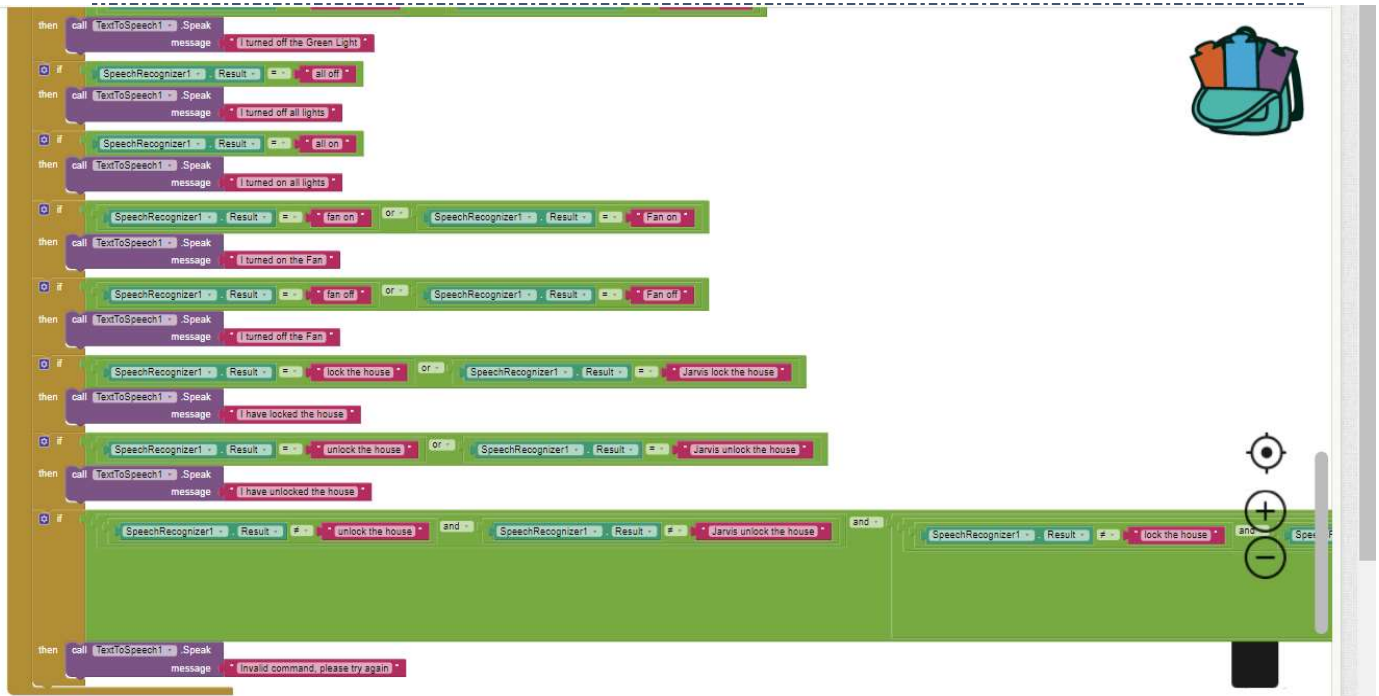 then call TextToSpeech1 .Speak
message " I turned off the Green Light "
if SpeechRecognizer1 . Result = " all off "
then call TextToSpeech1 .Speak
message " I turned off all lights "
if SpeechRecognizer1 . Result = " all on "
then call TextToSpeech1 .Speak
message " I turned on all lights "
if SpeechRecognizer1 . Result = " fan on " or SpeechRecognizer1 . Result = " Fan on "
then call TextToSpeech1 .Speak
message " I turned on the Fan "
if SpeechRecognizer1 . Result = " fan off " or SpeechRecognizer1 . Result = " Fan off "
then call TextToSpeech1 .Speak
message " I turned off the Fan "
if SpeechRecognizer1 . Result = " lock the house " or SpeechRecognizer1 . Result = " Jarvis lock the house "
then call TextToSpeech1 .Speak
message " I have locked the house "
if SpeechRecognizer1 . Result = " unlock the house " or SpeechRecognizer1 . Result = " Jarvis unlock the house "
then call TextToSpeech1 .Speak
message " I have unlocked the house "
if SpeechRecognizer1 . Result ≠ " unlock the house " and SpeechRecognizer1 . Result ≠ " Jarvis unlock the house " and SpeechRecognizer1 . Result ≠ " lock the house " and
then call TextToSpeech1 .Speak
message " Invalid command, please try again "